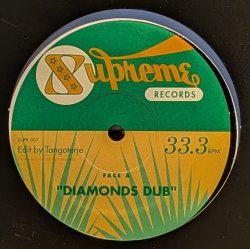 Supreme
RECORDS
SUPR 007
Edit by Tangoterje
33.3 RPM
FACE A
"DIAMONDS DUB"